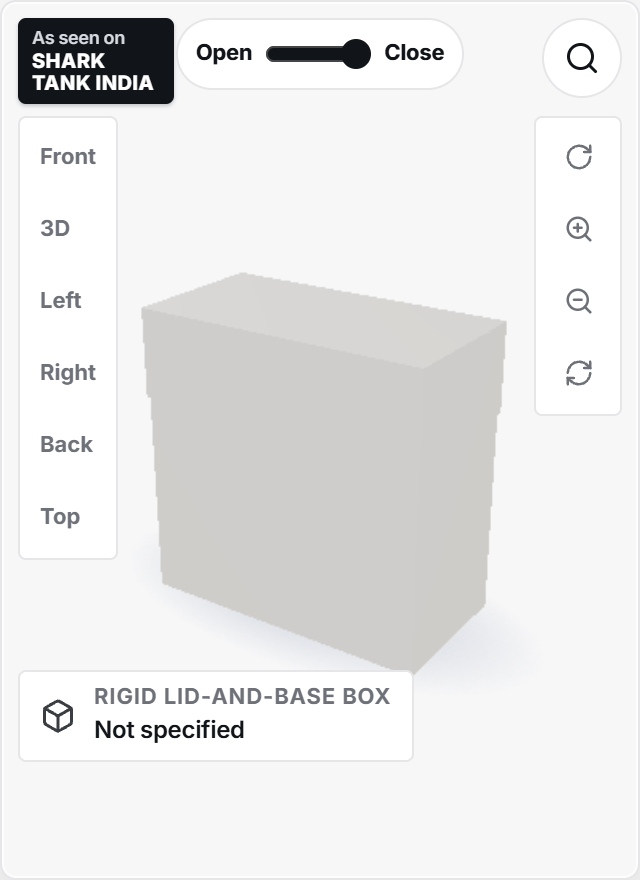 As seen on
SHARK
TANK INDIA
Open Close
Front
3D
Left
Right
Back
Top
RIGID LID-AND-BASE BOX
Not specified